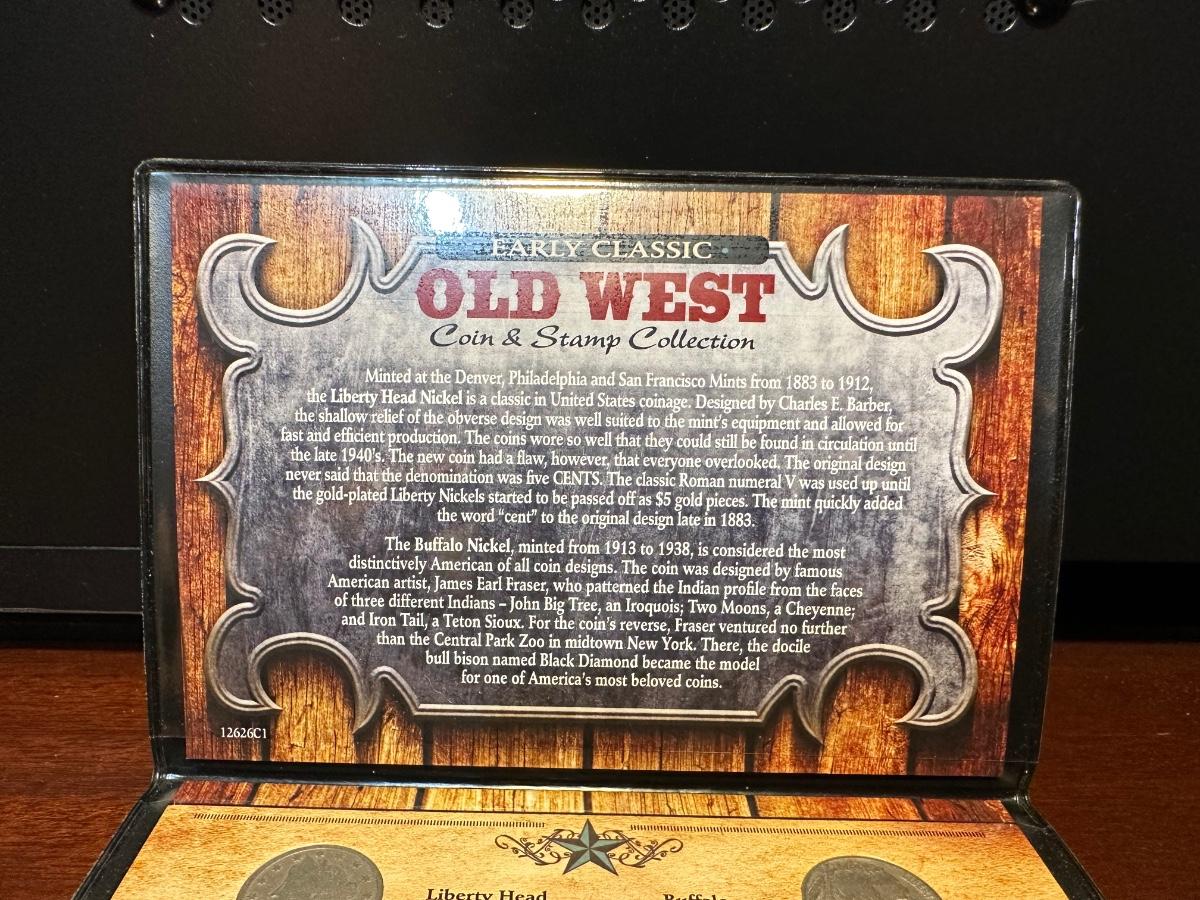 EARLY CLASSIC
OLD WEST
Coin & Stamp Collection
Minted at the Denver, Philadelphia and San Francisco Mints from 1883 to 1912,
the Liberty Head Nickel is a classic in United States coinage. Designed by Charles E. Barber,
the shallow relief of the obverse design was well suited to the mint's equipment and allowed for
fast and efficient production. The coins wore so well that they could still be found in circulation until
the late 1940's. The new coin had a flaw, however, that everyone overlooked. The original design
never said that the denomination was five CENTS. The classic Roman numeral V was used up until
the gold-plated Liberty Nickels started to be passed off as $5 gold pieces. The mint quickly added
the word "cent" to the original design late in 1883.
The Buffalo Nickel, minted from 1913 to 1938, is considered the most
distinctively American of all coin designs. The coin was designed by famous
American artist, James Earl Fraser, who patterned the Indian profile from the faces
of three different Indians – John Big Tree, an Iroquois; Two Moons, a Cheyenne;
and Iron Tail, a Teton Sioux. For the coin's reverse, Fraser ventured no further
than the Central Park Zoo in midtown New York. There, the docile
bull bison named Black Diamond became the model
for one of America's most beloved coins.
12626C1
Liberty Head
Buffalo